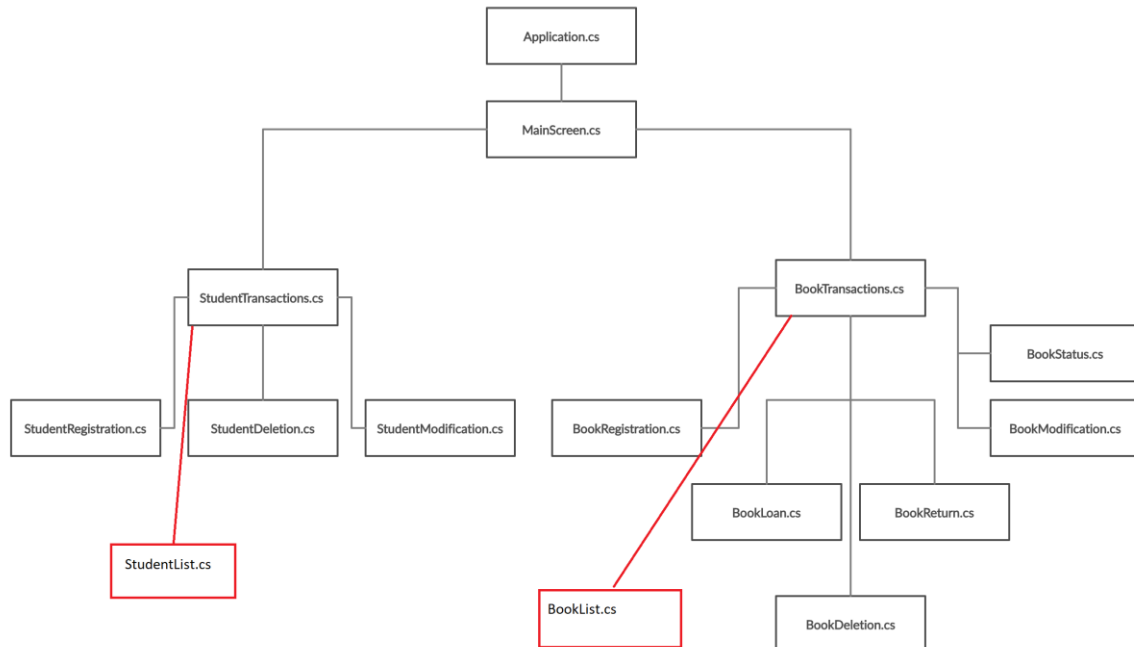 Application.cs
MainScreen.cs
StudentTransactions.cs
BookTransactions.cs
BookStatus.cs
StudentRegistration.cs
StudentDeletion.cs
StudentModification.cs
BookRegistration.cs
BookModification.cs
BookLoan.cs
BookReturn.cs
StudentList.cs
BookList.cs
BookDeletion.cs